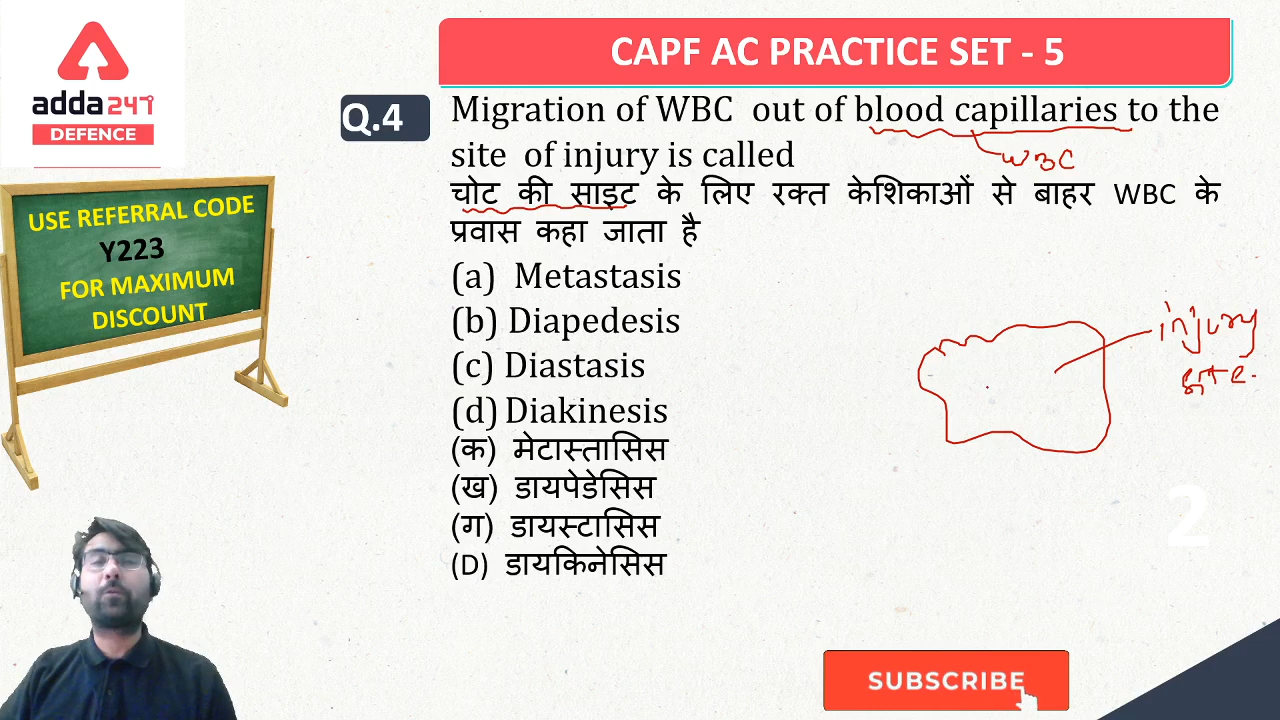 adda247
DEFENCE
USE REFERRAL CODE
Y223
FOR MAXIMUM
DISCOUNT
CAPF AC PRACTICE SET - 5
Q.4
Migration of WBC out of blood capillaries to the
site of injury is called
WBC
चोट की साइट के लिए रक्त केशिकाओं से बाहर WBC के
प्रवास कहा जाता है
(a) Metastasis
(b) Diapedesis
(c) Diastasis
(d) Diakinesis
(क) मेटास्तासिस
(ख) डायपेडेसिस
(ग) डायस्टासिस
(D) डायकिनेसिस
injury
site.
2
SUBSCRIBE